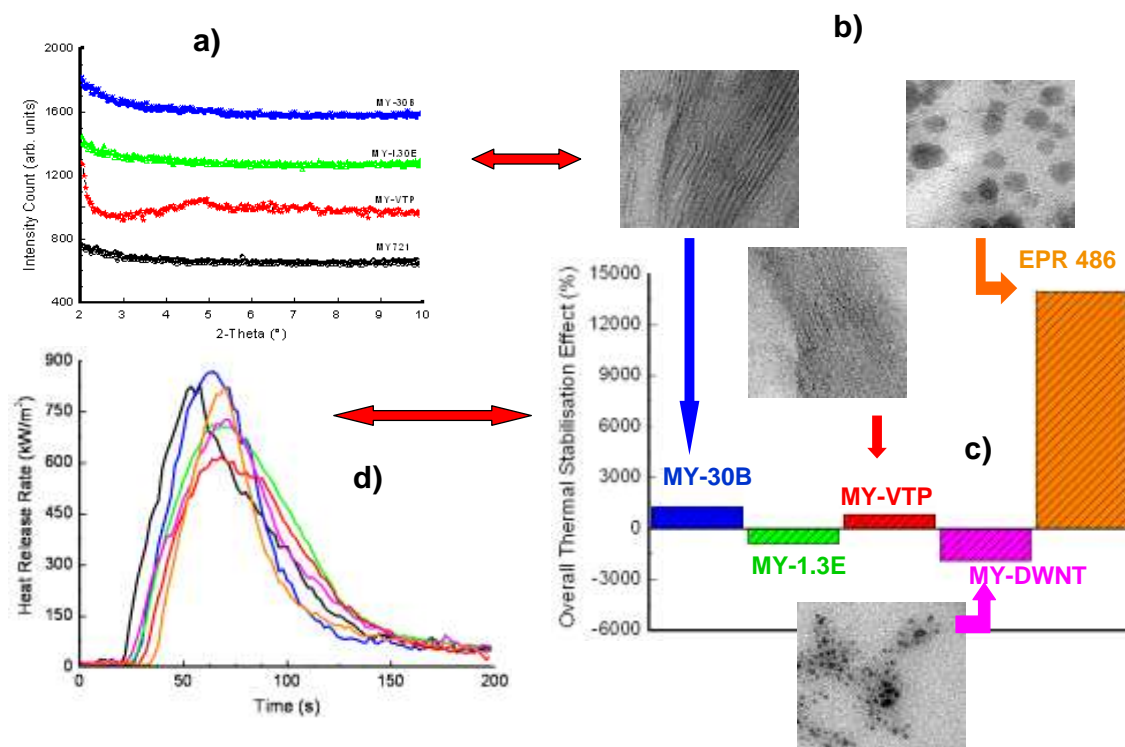 a)
2000
1600
1200
800
400
Intensity Count (arb. units)
MY-30B
MY-1.30E
MY-VTP
MY721
2 3 4 5 6 7 8 9 10
2-Theta (°)
b)
900
750
600
450
300
150
0
Heat Release Rate (kW/m²)
d)
0 50 100 150 200
Time (s)
15000
12000
9000
6000
3000
0
-3000
-6000
Overall Thermal Stabilisation Effect (%)
EPR 486
c)
MY-30B
MY-VTP
MY-1.3E
MY-DWNT